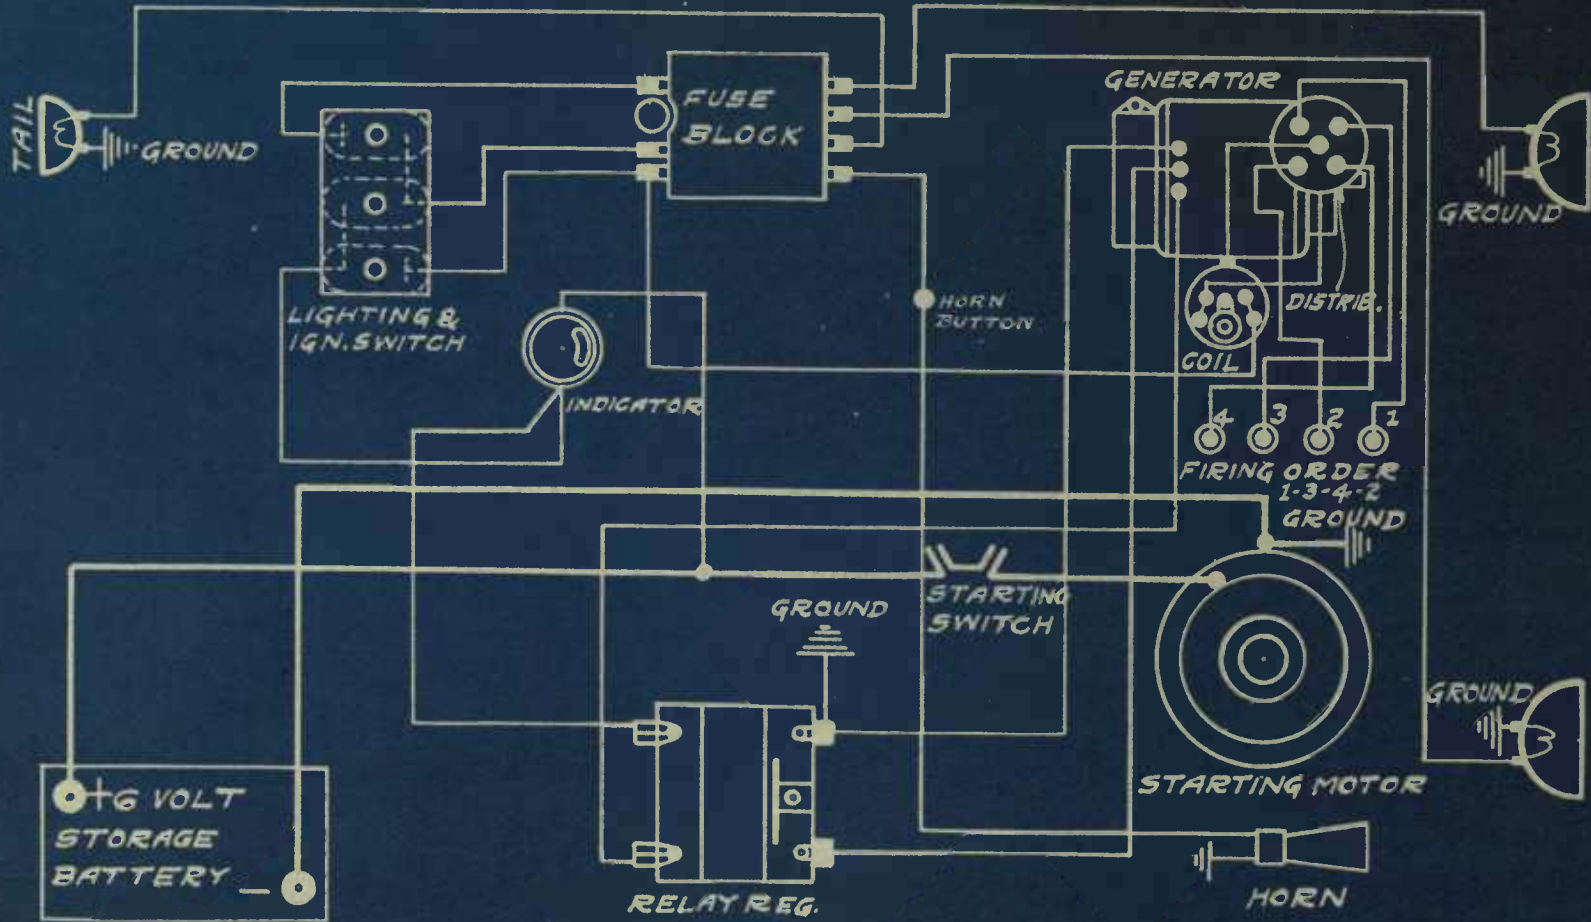 TAIL
GROUND
FUSE
BLOCK
GENERATOR
GROUND
LIGHTING &
IGN. SWITCH
HORN
BUTTON
DISTRIB.
COIL
INDICATOR
4 3 2 1
FIRING ORDER
1-3-4-2
GROUND
STARTING
SWITCH
GROUND
GROUND
STARTING MOTOR
+6 VOLT
STORAGE
BATTERY -
RELAY REG.
HORN